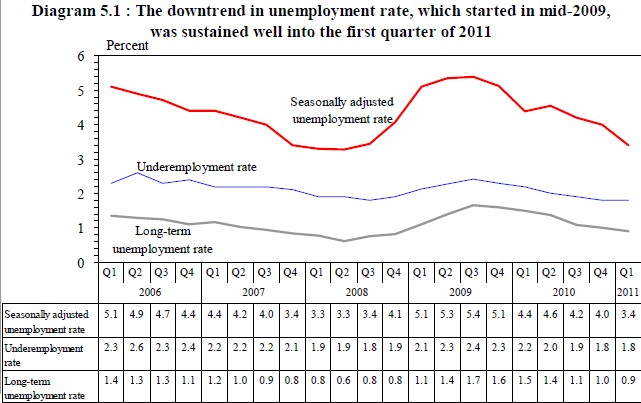 Diagram 5.1 : The downtrend in unemployment rate, which started in mid-2009,
was sustained well into the first quarter of 2011
Percent
6
5
4
3
2
1
0
Seasonally adjusted
unemployment rate
Underemployment rate
Long-term
unemployment rate
Q1 Q2 Q3 Q4 Q1 Q2 Q3 Q4 Q1 Q2 Q3 Q4 Q1 Q2 Q3 Q4 Q1 Q2 Q3 Q4 Q1
2006 2007 2008 2009 2010 2011
Seasonally adjusted
unemployment rate
5.1 4.9 4.7 4.4 4.4 4.2 4.0 3.4 3.3 3.3 3.4 4.1 5.1 5.3 5.4 5.1 4.4 4.6 4.2 4.0 3.4
Underemployment
rate
2.3 2.6 2.3 2.4 2.2 2.2 2.2 2.1 1.9 1.9 1.8 1.9 2.1 2.3 2.4 2.3 2.2 2.0 1.9 1.8 1.8
Long-term
unemployment rate
1.4 1.3 1.3 1.1 1.2 1.0 0.9 0.8 0.8 0.6 0.8 0.8 1.1 1.4 1.7 1.6 1.5 1.4 1.1 1.0 0.9